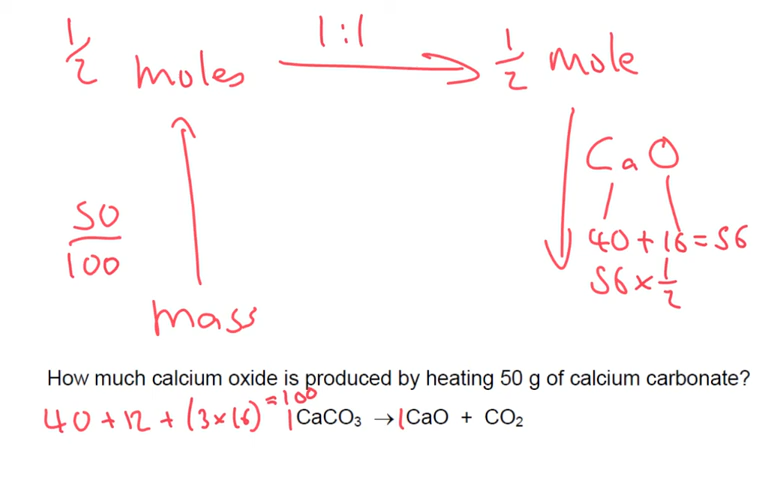 1/2 moles 1:1 1/2 mole
CaO
50/100
40 + 16 = 56
56 × 1/2
mass
How much calcium oxide is produced by heating 50 g of calcium carbonate?
40 + 12 + (3 × 16) = 100
1CaCO₃ → 1CaO + CO₂